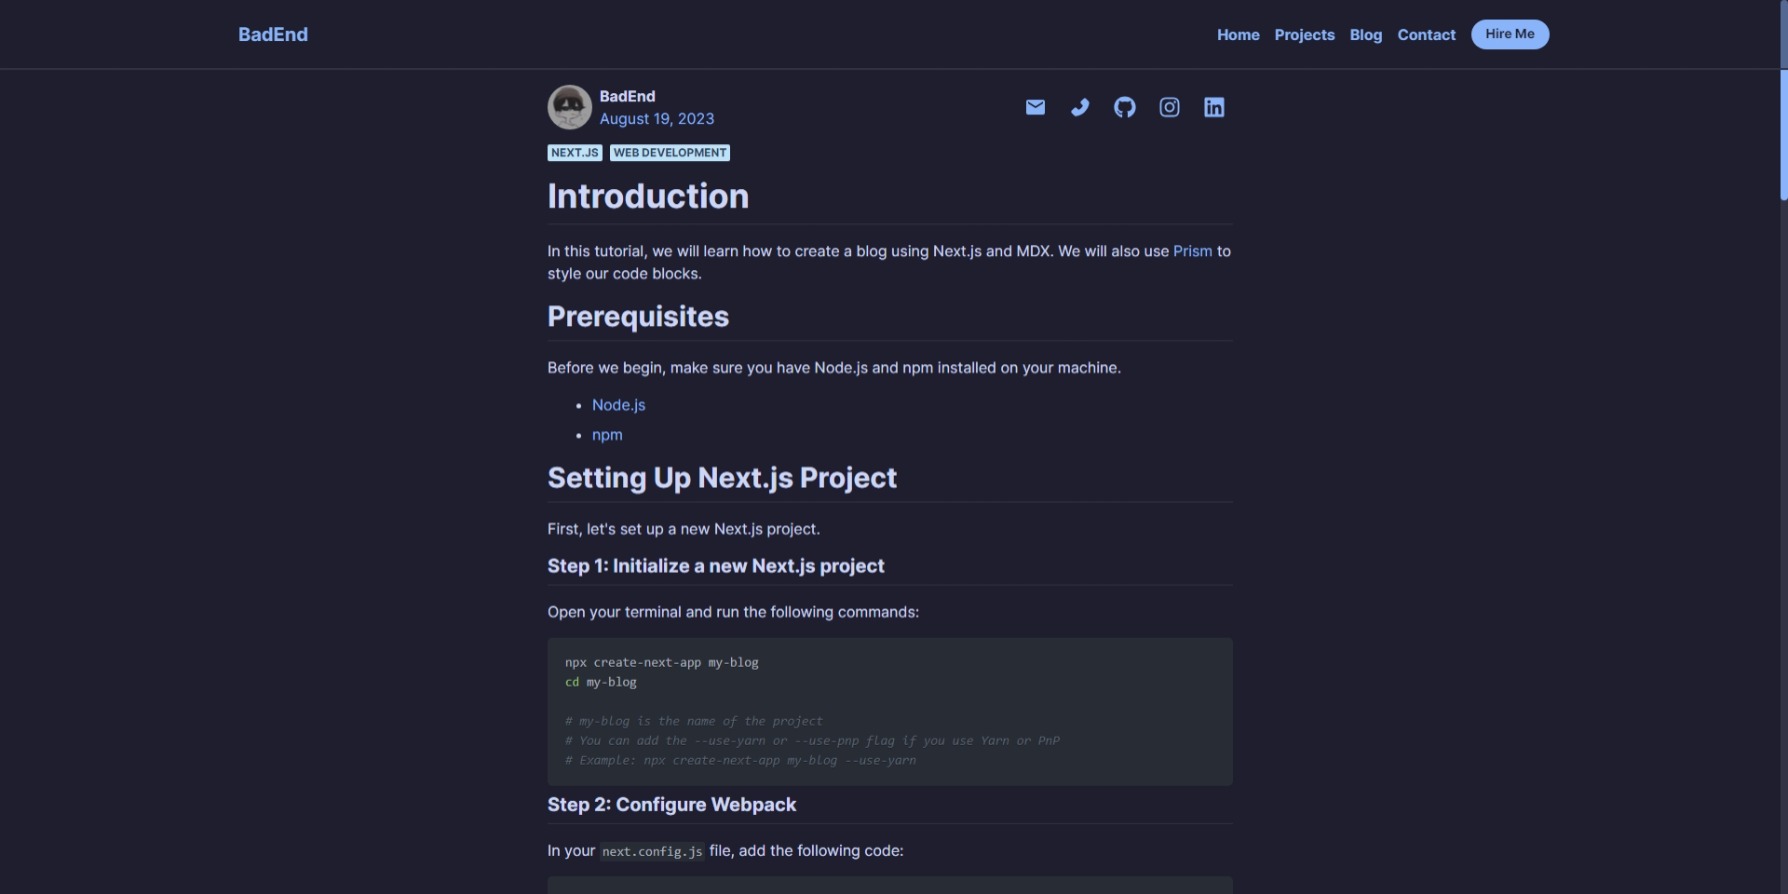 BadEnd
Home Projects Blog Contact Hire Me
BadEnd
August 19, 2023
NEXT.JS WEB DEVELOPMENT
Introduction
In this tutorial, we will learn how to create a blog using Next.js and MDX. We will also use Prism to
style our code blocks.
Prerequisites
Before we begin, make sure you have Node.js and npm installed on your machine.
• Node.js
• npm
Setting Up Next.js Project
First, let's set up a new Next.js project.
Step 1: Initialize a new Next.js project
Open your terminal and run the following commands:
npx create-next-app my-blog
cd my-blog
# my-blog is the name of the project
# You can add the --use-yarn or --use-pnp flag if you use Yarn or PnP
# Example: npx create-next-app my-blog --use-yarn
Step 2: Configure Webpack
In your next.config.js file, add the following code: